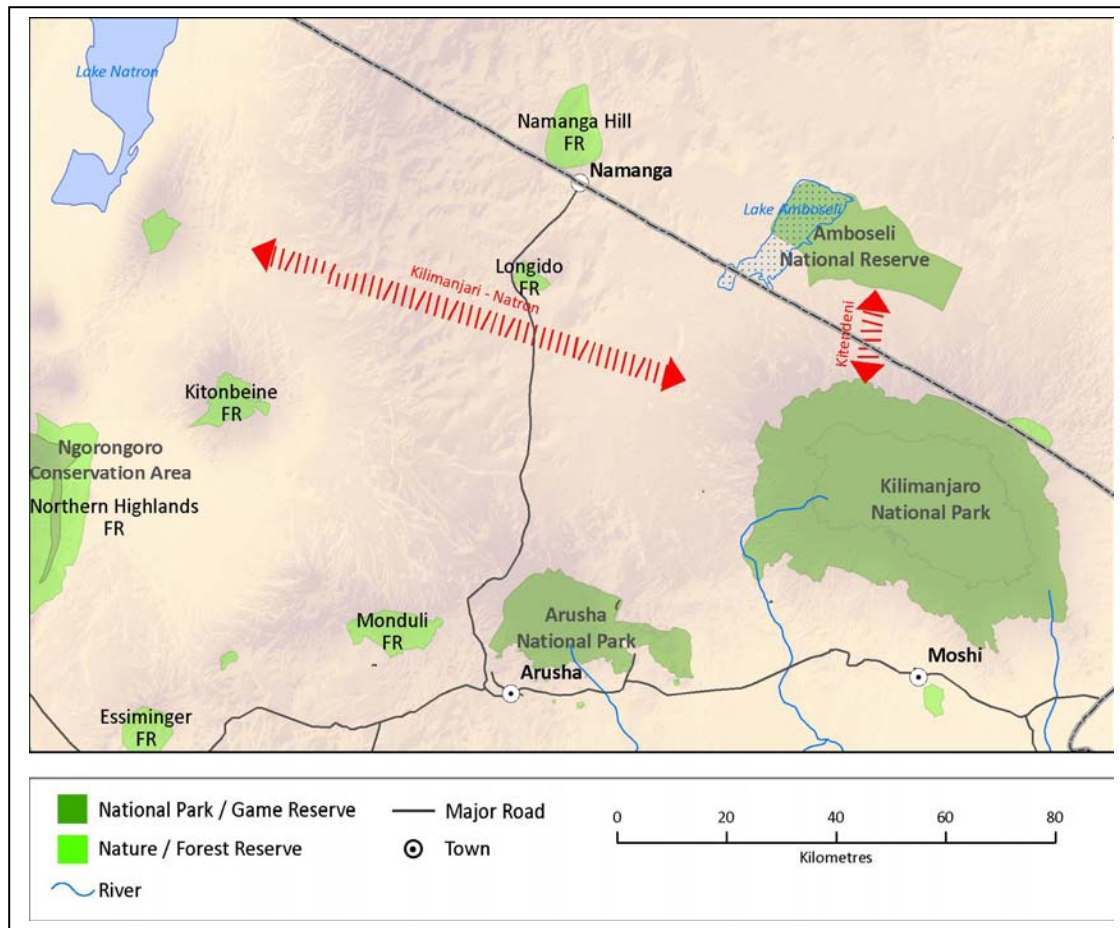 Lake Natron
Namanga Hill
FR
Namanga
Lake Amboseli
Amboseli
National Reserve
Longido
FR
Kilimanjari - Natron
Kitendeni
Kitonbeine
FR
Ngorongoro
Conservation Area
Northern Highlands
FR
Kilimanjaro
National Park
Monduli
FR
Arusha
National Park
Arusha
Moshi
Essiminger
FR
National Park / Game Reserve
Nature / Forest Reserve
River
Major Road
Town
0 20 40 60 80
Kilometres